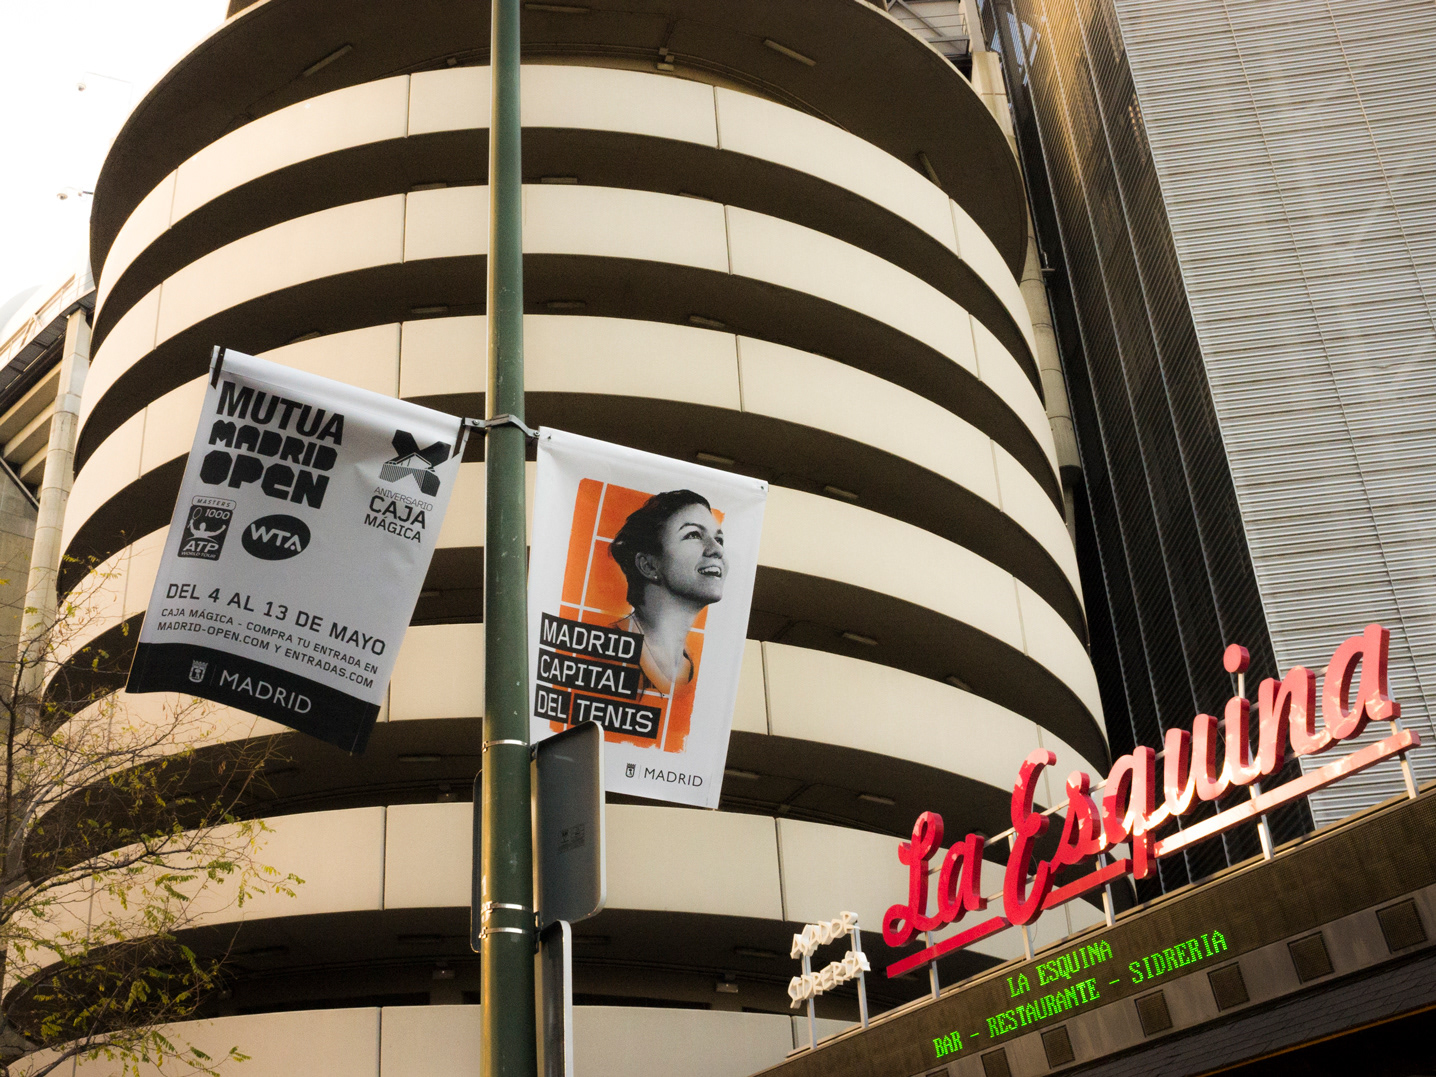 MUTUA
MADRID
OPEN
MASTERS
1000
ATP
WORLD TOUR
WTA
ANIVERSARIO
CAJA
MÁGICA
DEL 4 AL 13 DE MAYO
CAJA MÁGICA - COMPRA TU ENTRADA EN
MADRID-OPEN.COM Y ENTRADAS.COM
MADRID
MADRID
CAPITAL
DEL TENIS
MADRID
La Esquina
LA ESQUINA
BAR - RESTAURANTE - SIDRERIA